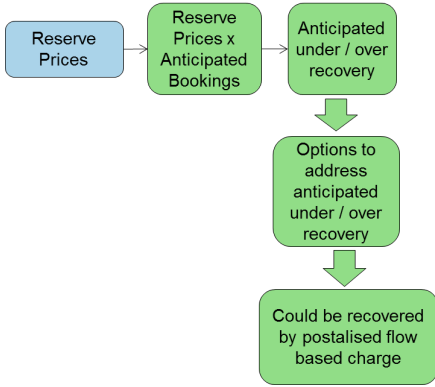 Reserve
Prices
Reserve
Prices x
Anticipated
Bookings
Anticipated
under / over
recovery
Options to
address
anticipated
under / over
recovery
Could be recovered
by postalised flow
based charge